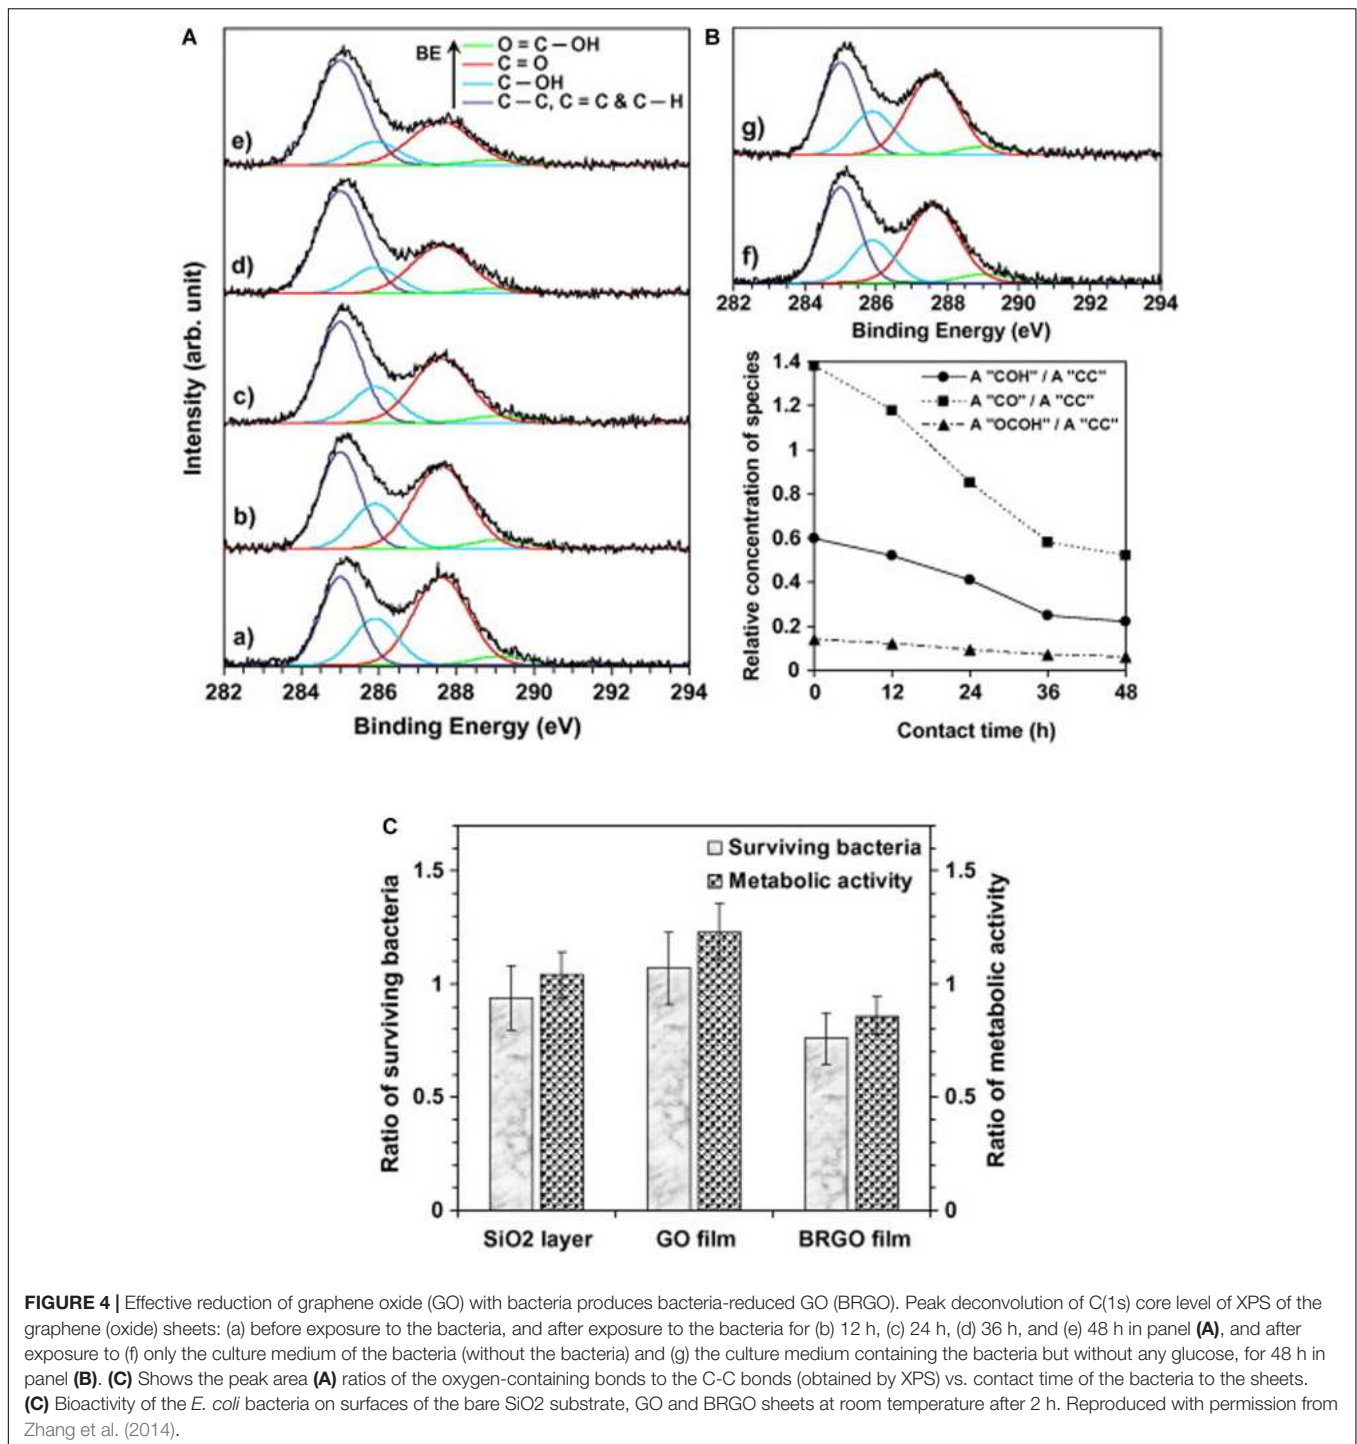 A
BE
O = C – OH
C = O
C – OH
C – C, C = C & C – H
e)
d)
c)
b)
a)
Intensity (arb. unit)
282 284 286 288 290 292 294
Binding Energy (eV)
B
g)
f)
282 284 286 288 290 292 294
Binding Energy (eV)
Relative concentration of species
1.4
1.2
1
0.8
0.6
0.4
0.2
0
A "COH" / A "CC"
A "CO" / A "CC"
A "OCOH" / A "CC"
0 12 24 36 48
Contact time (h)
C
Ratio of surviving bacteria
1.5
1
0.5
0
Surviving bacteria
Metabolic activity
1.5
1
0.5
0
Ratio of metabolic activity
SiO2 layer GO film BRGO film
FIGURE 4 | Effective reduction of graphene oxide (GO) with bacteria produces bacteria-reduced GO (BRGO). Peak deconvolution of C(1s) core level of XPS of the
graphene (oxide) sheets: (a) before exposure to the bacteria, and after exposure to the bacteria for (b) 12 h, (c) 24 h, (d) 36 h, and (e) 48 h in panel (A), and after
exposure to (f) only the culture medium of the bacteria (without the bacteria) and (g) the culture medium containing the bacteria but without any glucose, for 48 h in
panel (B). (C) Shows the peak area (A) ratios of the oxygen-containing bonds to the C-C bonds (obtained by XPS) vs. contact time of the bacteria to the sheets.
(C) Bioactivity of the E. coli bacteria on surfaces of the bare SiO2 substrate, GO and BRGO sheets at room temperature after 2 h. Reproduced with permission from
Zhang et al. (2014).